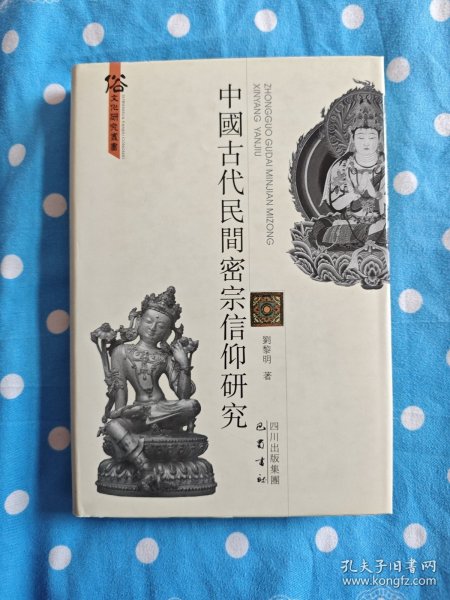 俗
文化研究叢書
中國古代民間密宗信仰研究
ZHONGGUO GUDAI MINJIAN MIZONG
XINYANG YANJIU
劉黎明 著
四川出版集團
巴蜀書社
孔夫子旧书网
www.kongfz.com